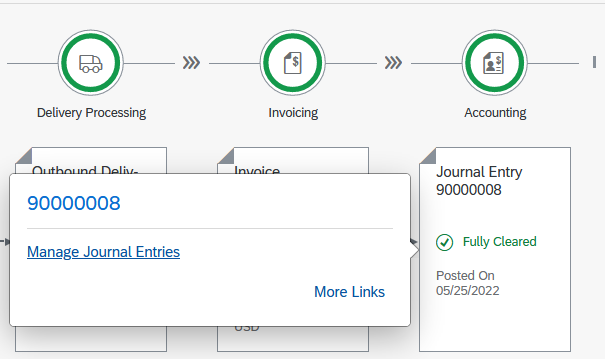 Delivery Processing
Invoicing
Accounting
Outbound Deliv-
Invoice
Journal Entry
90000008
Fully Cleared
Posted On
05/25/2022
90000008
Manage Journal Entries
More Links
USD